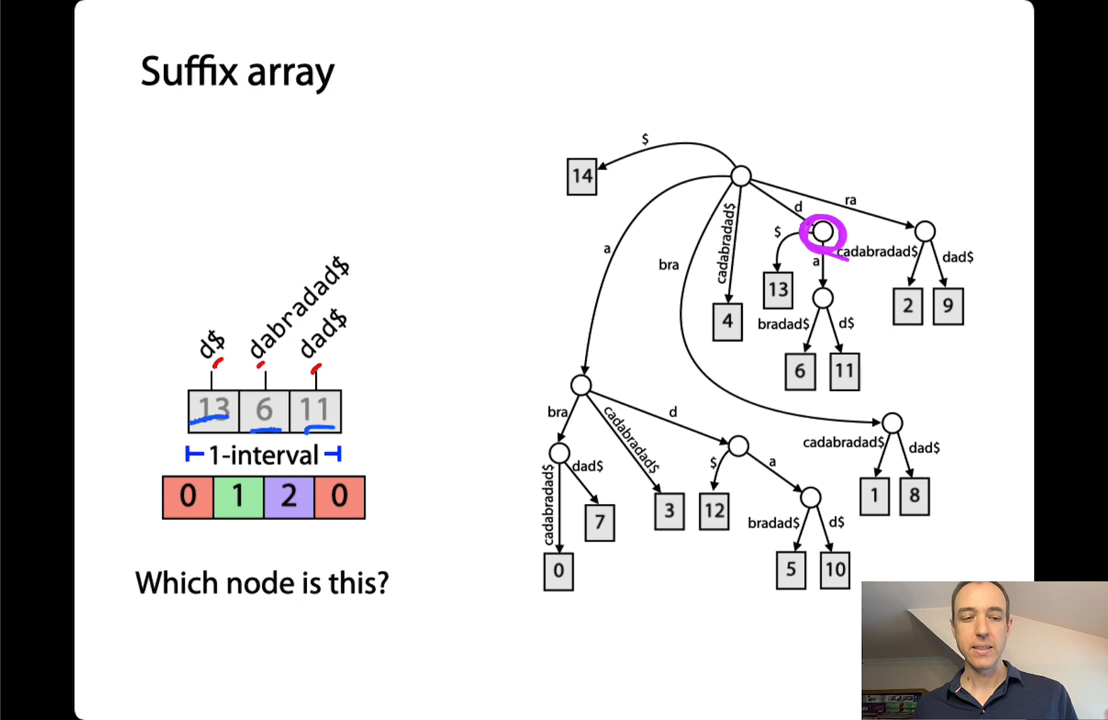 Suffix array
d$
dabradad$
dad$
13 6 11
1-interval
0 1 2 0
Which node is this?
$
14
a
bra
cadabradad$
d
ra
4
$
a
13
cadabradad$
dad$
2
9
bradad$
d$
6
11
bra
cadabradad$
d
cadabradad$
dad$
7
0
3
$
a
12
bradad$
d$
5
10
cadabradad$
dad$
1
8